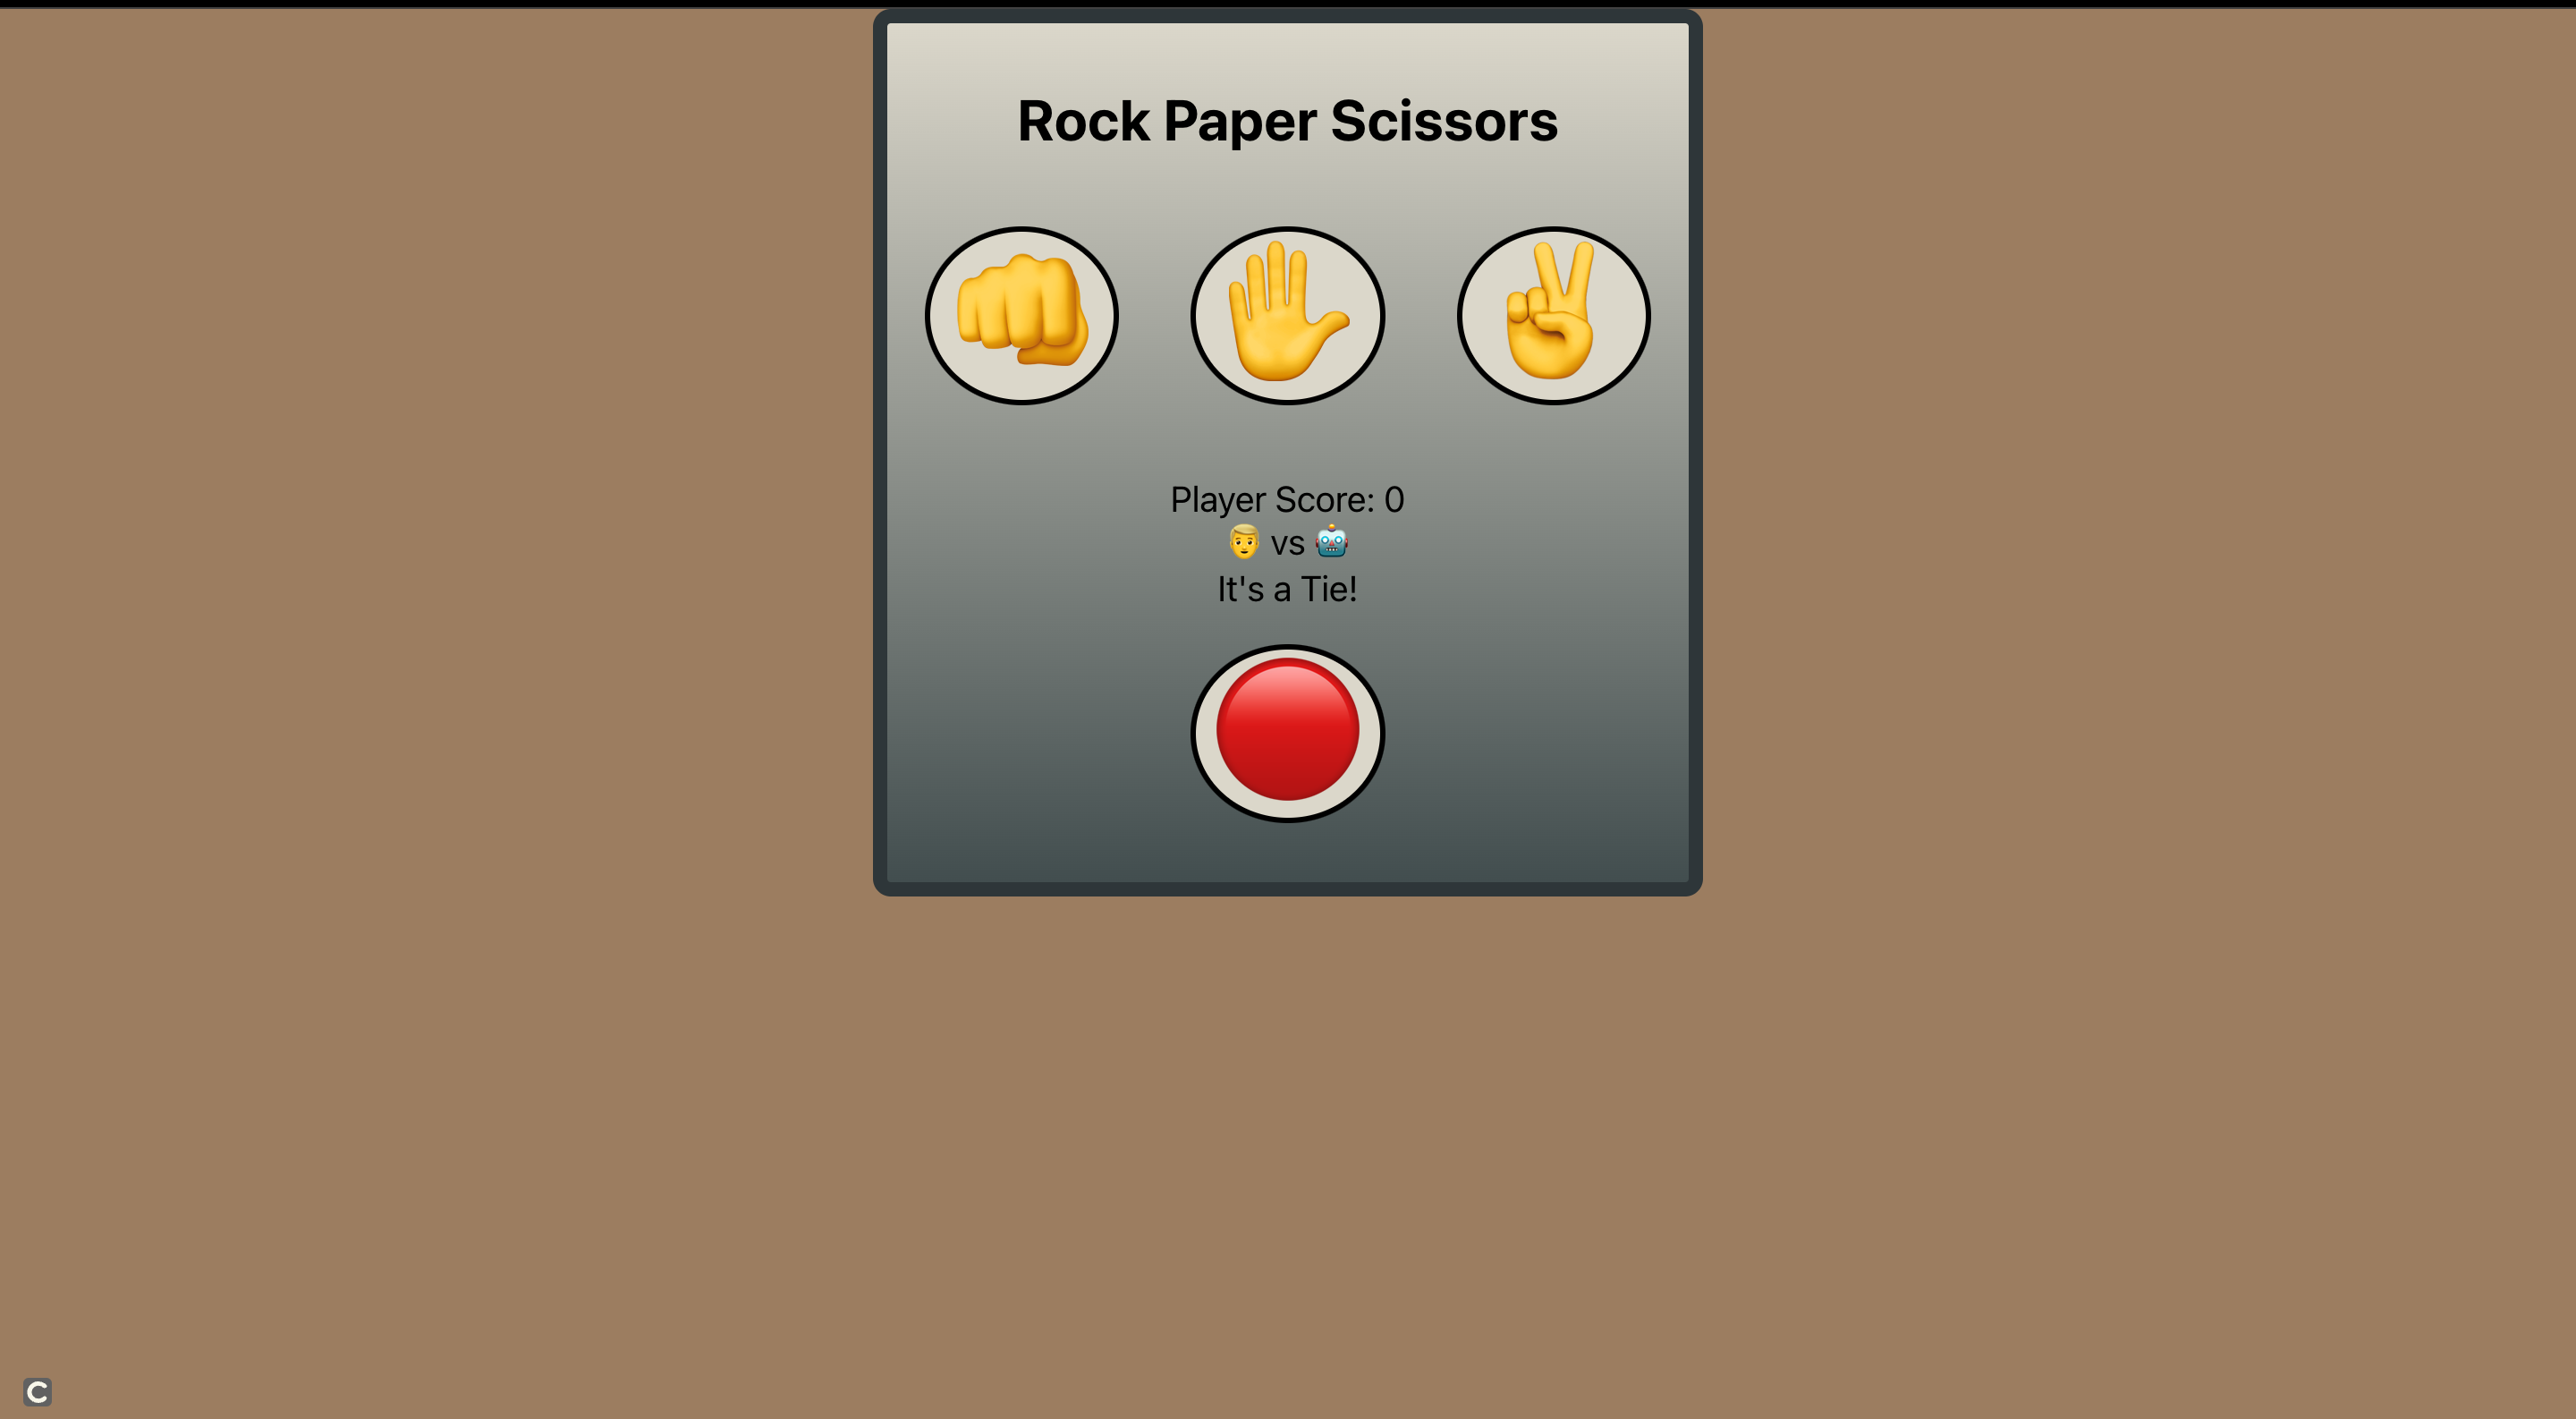 Rock Paper Scissors
Player Score: 0
👨 vs 🤖
It's a Tie!
C